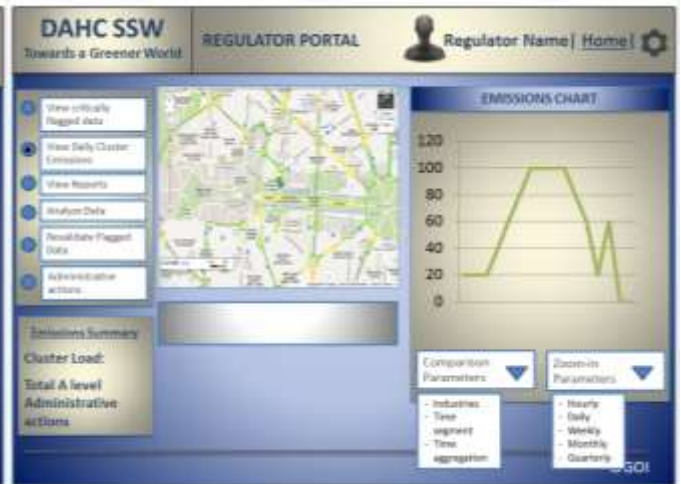 DAHC SSW
Towards a Greener World
REGULATOR PORTAL
Regulator Name| Home|
View critically
flagged data
View Daily Cluster
Emissions
View Reports
Analyze Data
Revalidate Flagged
Data
Administrative
actions
Emissions Summary
Cluster Load:
Total A level
Administrative
actions
EMISSIONS CHART
120
100
80
60
40
20
0
Comparison
Parameters
- Industries
- Time
segment
- Time
aggregation
Zoom-in
Parameters
- Hourly
- Daily
- Weekly
- Monthly
- Quarterly
GO!